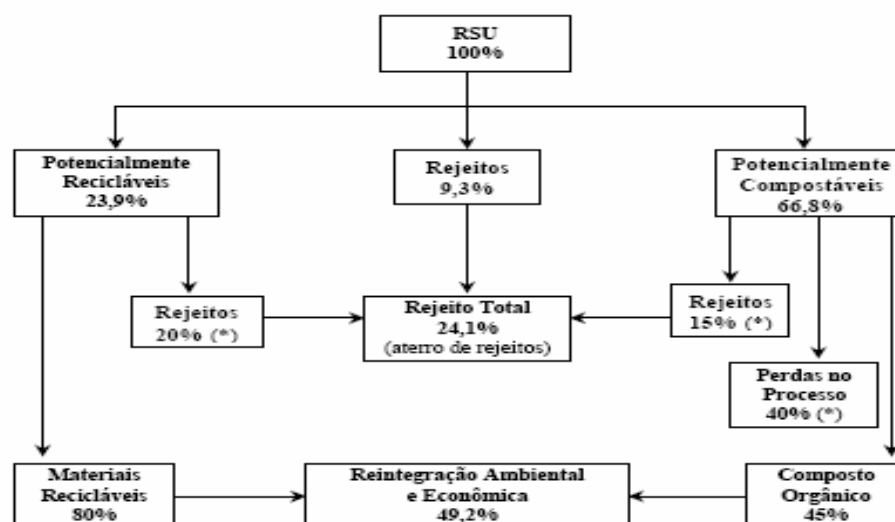 RSU
100%
Potencialmente
Recicláveis
23,9%
Rejeitos
9,3%
Potencialmente
Compostáveis
66,8%
Rejeitos
20% (*)
Rejeito Total
24,1%
(aterro de rejeitos)
Rejeitos
15% (*)
Perdas no
Processo
40% (*)
Materiais
Recicláveis
80%
Reintegração Ambiental
e Econômica
49,2%
Composto
Orgânico
45%